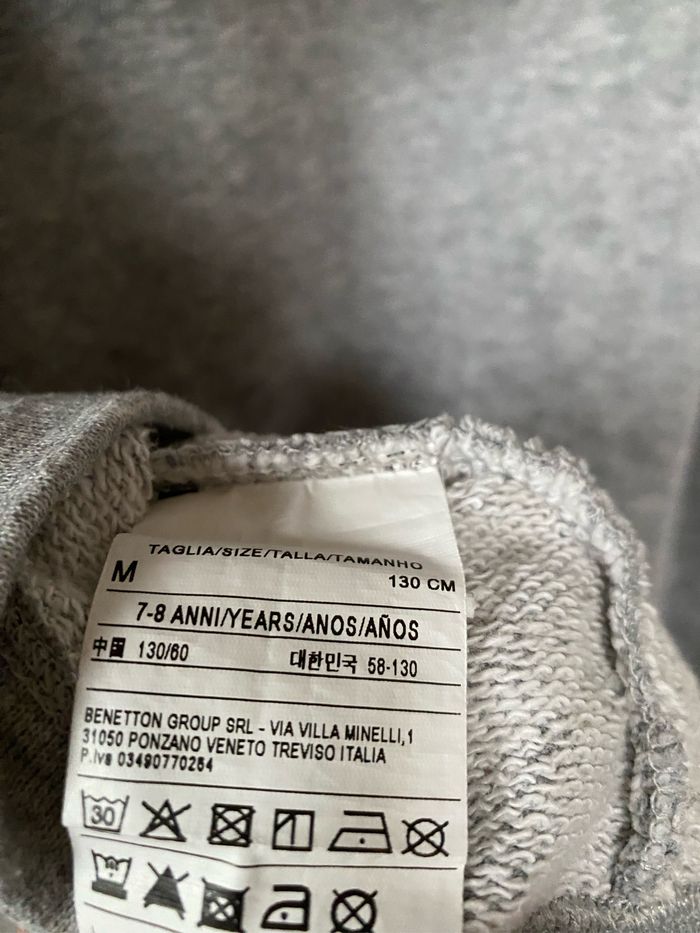 TAGLIA/SIZE/TALLA/TAMANHO
M 130 CM
7-8 ANNI/YEARS/ANOS/AÑOS
中国 130/60 대한민국 58-130
BENETTON GROUP SRL - VIA VILLA MINELLI,1
31050 PONZANO VENETO TREVISO ITALIA
P.Iva 03490770264
30